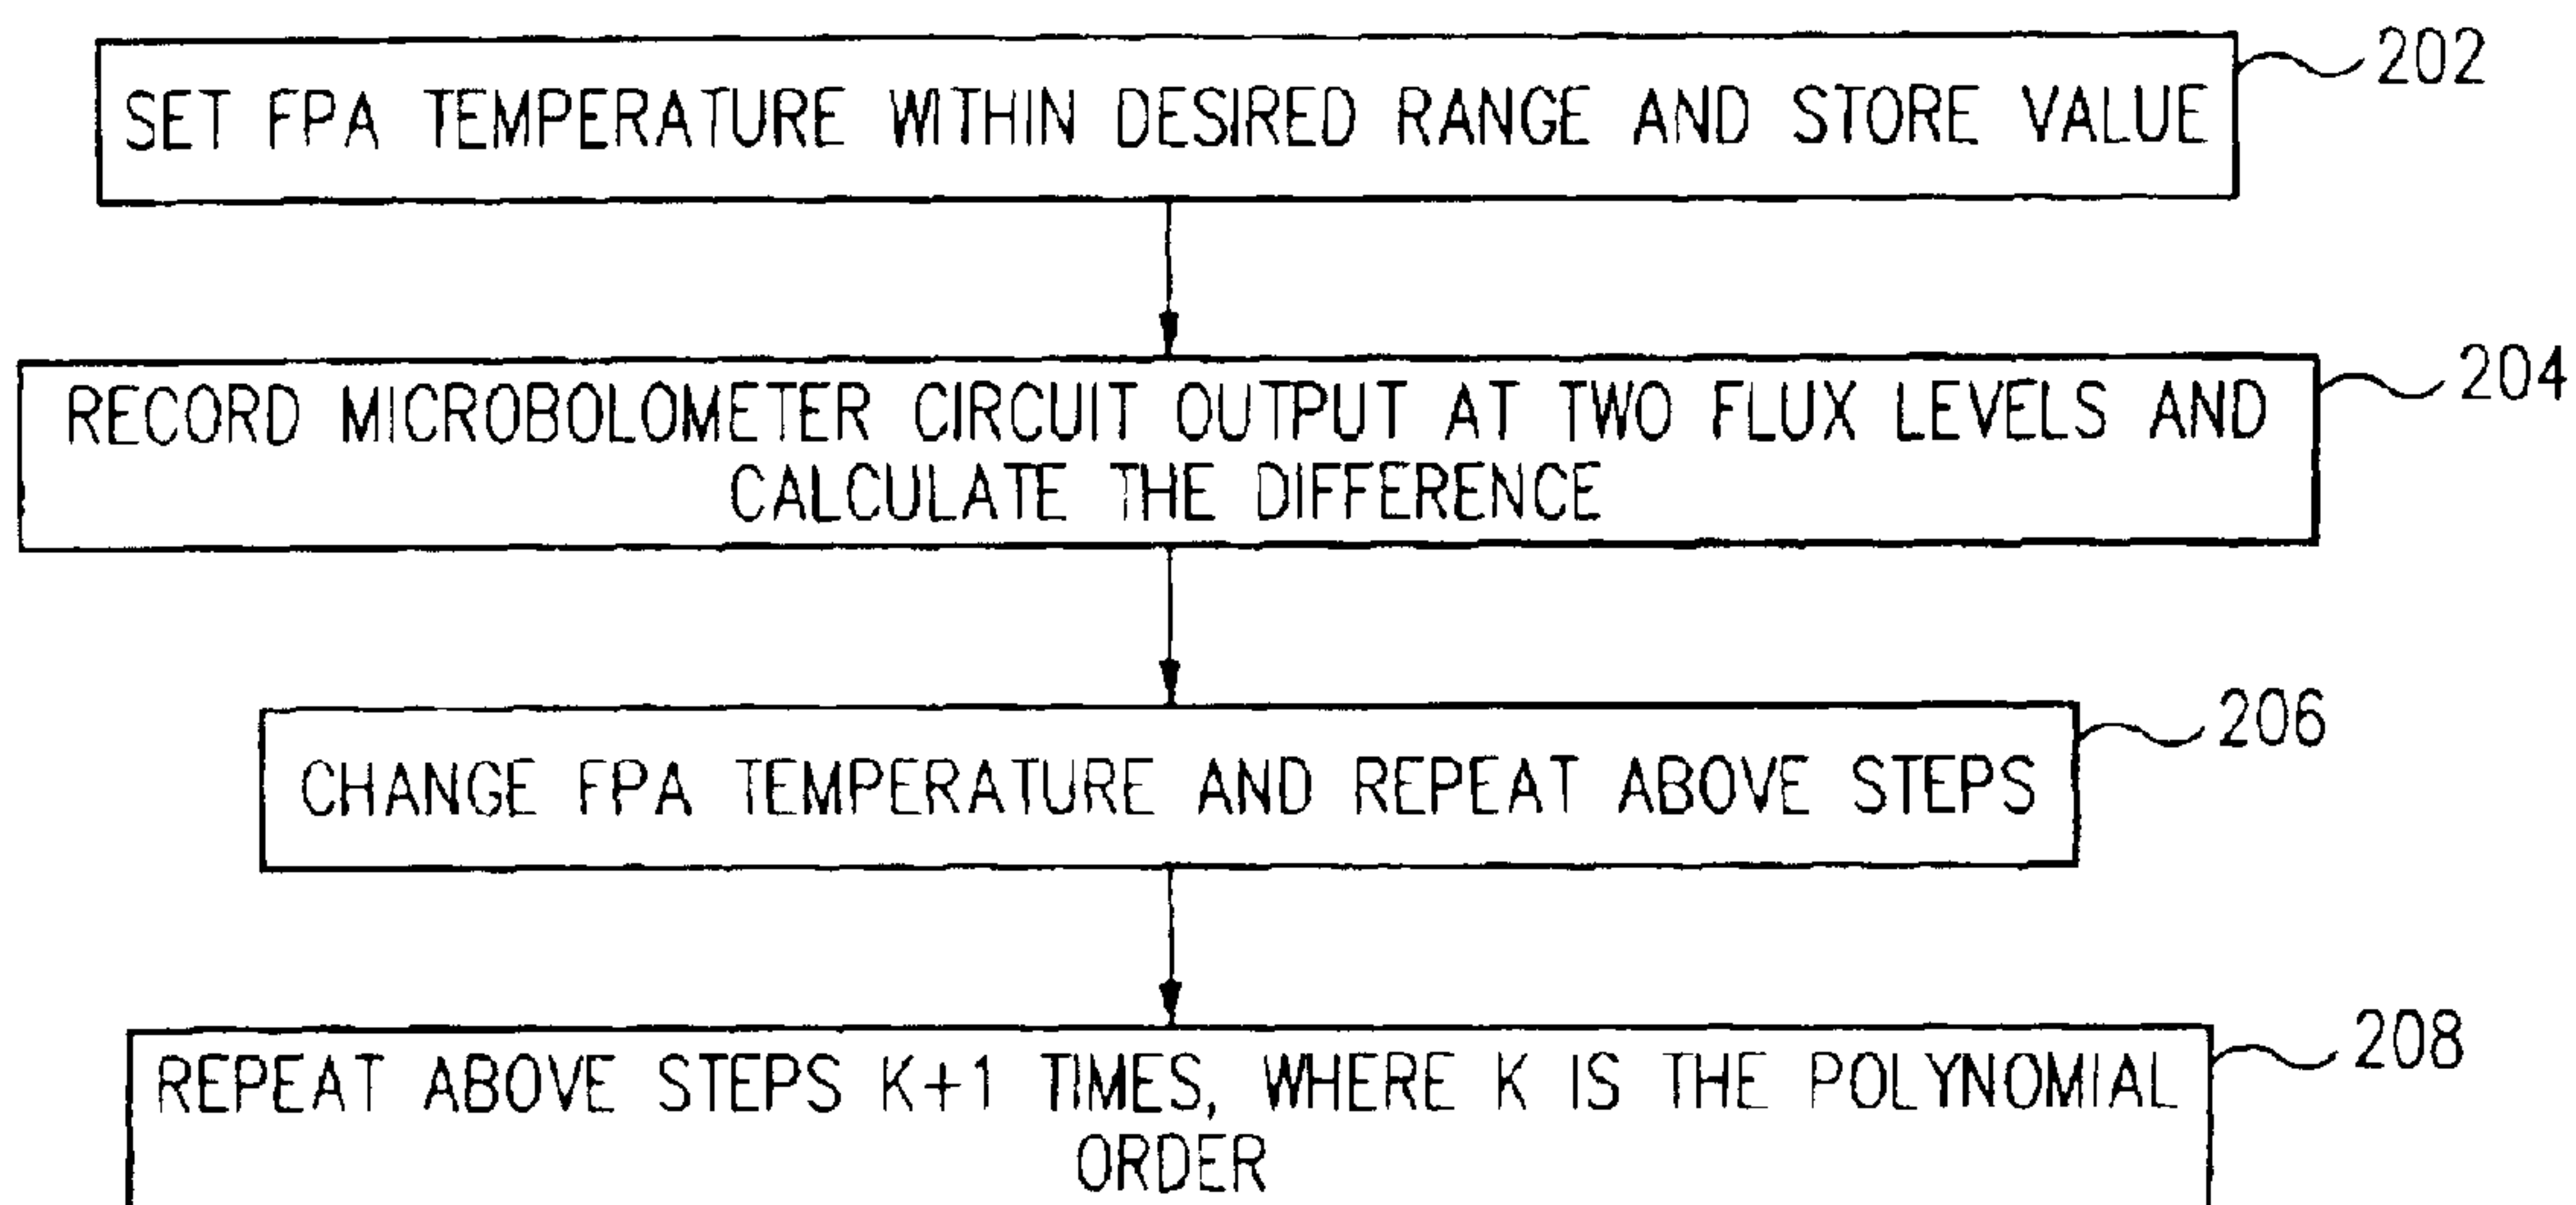 SET FPA TEMPERATURE WITHIN DESIRED RANGE AND STORE VALUE
202
RECORD MICROBOLOMETER CIRCUIT OUTPUT AT TWO FLUX LEVELS AND
CALCULATE THE DIFFERENCE
204
CHANGE FPA TEMPERATURE AND REPEAT ABOVE STEPS
206
REPEAT ABOVE STEPS K+1 TIMES, WHERE K IS THE POLYNOMIAL
ORDER
208